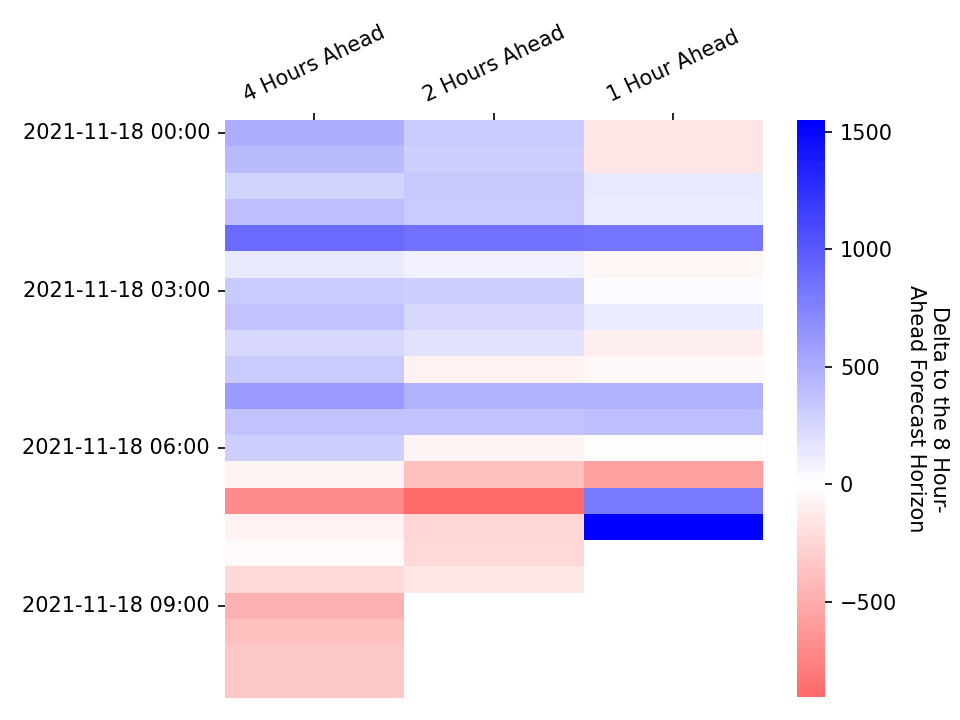 4 Hours Ahead
2 Hours Ahead
1 Hour Ahead
2021-11-18 00:00
2021-11-18 03:00
2021-11-18 06:00
2021-11-18 09:00
1500
1000
500
0
−500
Delta to the 8 Hour-
Ahead Forecast Horizon